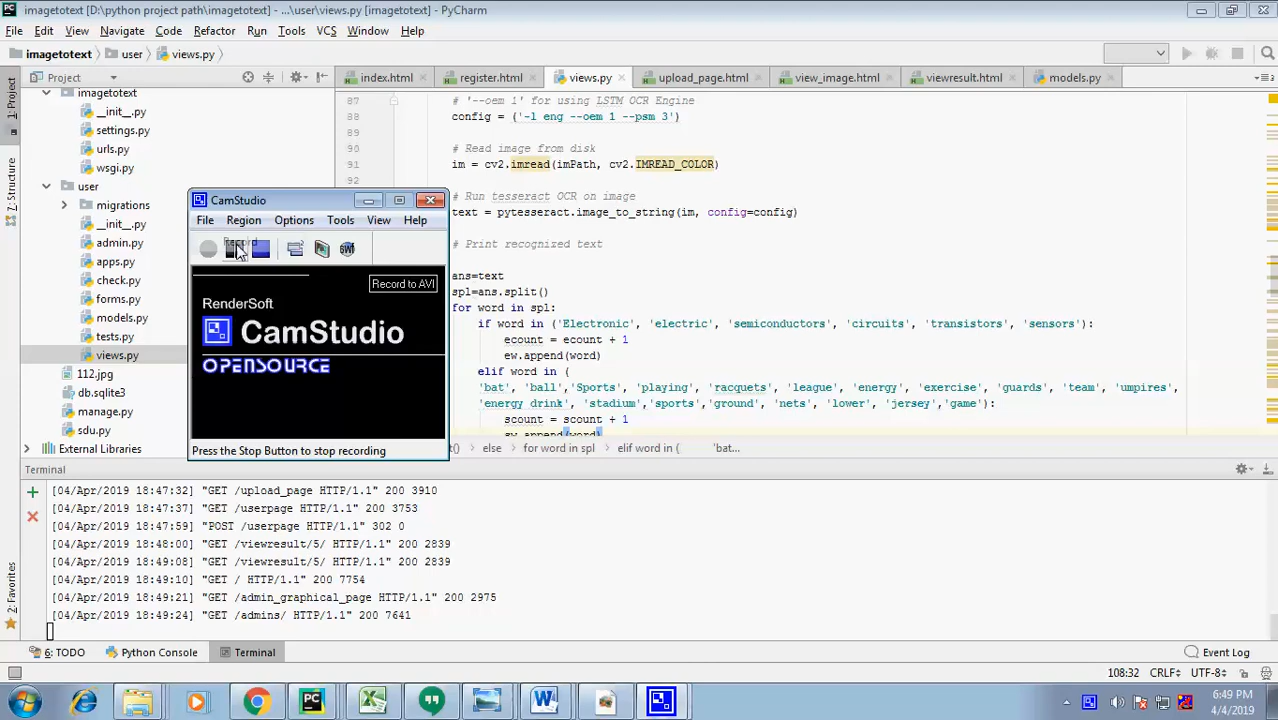 imagetotext [D:\python project path\imagetotext] - ...\user\views.py [imagetotext] - PyCharm
File Edit View Navigate Code Refactor Run Tools VCS Window Help
imagetotext user views.py
Project
index.html register.html views.py upload_page.html view_image.html viewresult.html models.py
1: Project
Z: Structure
2: Favorites
imagetotext
__init__.py
settings.py
urls.py
wsgi.py
user
migrations
__init__.py
admin.py
apps.py
check.py
forms.py
models.py
tests.py
views.py
112.jpg
db.sqlite3
manage.py
sdu.py
External Libraries
87 # '--oem 1' for using LSTM OCR Engine
88 config = ('-l eng --oem 1 --psm 3')
89
90 # Read image from disk
91 im = cv2.imread(imPath, cv2.IMREAD_COLOR)
92
# Run tesseract OCR on image
text = pytesseract.image_to_string(im, config=config)
# Print recognized text
ans=text
spl=ans.split()
for word in spl:
if word in ('Electronic', 'electric', 'semiconductors', 'circuits', 'transistors', 'sensors'):
ecount = ecount + 1
ew.append(word)
elif word in (
'bat', 'ball', 'Sports', 'playing', 'racquets', 'league', 'energy', 'exercise', 'guards', 'team', 'umpires',
'energy drink', 'stadium','sports','ground', 'nets', 'lower', 'jersey','game'):
scount = scount + 1
sw.append(word)
() else for word in spl elif word in ( 'bat...
CamStudio
File Region Options Tools View Help
Record
Record to AVI
RenderSoft
CamStudio
OPENSOURCE
Press the Stop Button to stop recording
Terminal
[04/Apr/2019 18:47:32] "GET /upload_page HTTP/1.1" 200 3910
[04/Apr/2019 18:47:37] "GET /userpage HTTP/1.1" 200 3753
[04/Apr/2019 18:47:59] "POST /userpage HTTP/1.1" 302 0
[04/Apr/2019 18:48:00] "GET /viewresult/5/ HTTP/1.1" 200 2839
[04/Apr/2019 18:49:08] "GET /viewresult/5/ HTTP/1.1" 200 2839
[04/Apr/2019 18:49:10] "GET / HTTP/1.1" 200 7754
[04/Apr/2019 18:49:21] "GET /admin_graphical_page HTTP/1.1" 200 2975
[04/Apr/2019 18:49:24] "GET /admins/ HTTP/1.1" 200 7641
6: TODO Python Console Terminal Event Log
108:32 CRLF÷ UTF-8÷
6:49 PM
4/4/2019